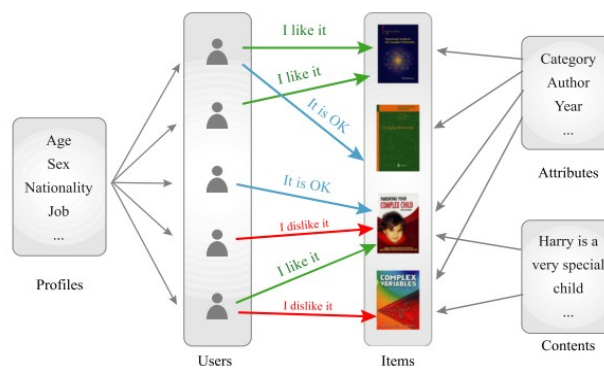 I like it
I like it
It is OK
It is OK
I dislike it
I like it
I dislike it
Age
Sex
Nationality
Job
...
Profiles
Users
PARENTING YOUR
COMPLEX CHILD
COMPLEX
VARIABLES
Items
Category
Author
Year
...
Attributes
Harry is a
very special
child
...
Contents